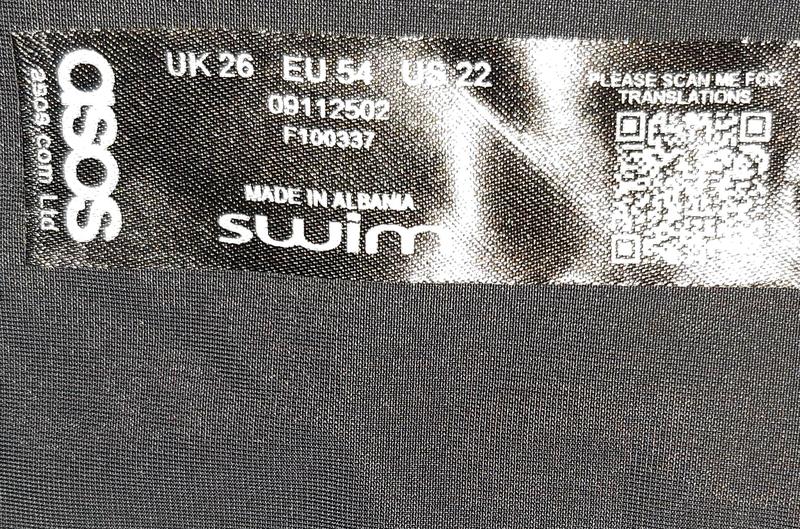 asos
asos.com Ltd
UK 26 EU 54 US 22
09112502
F100337
MADE IN ALBANIA
swim
PLEASE SCAN ME FOR
TRANSLATIONS